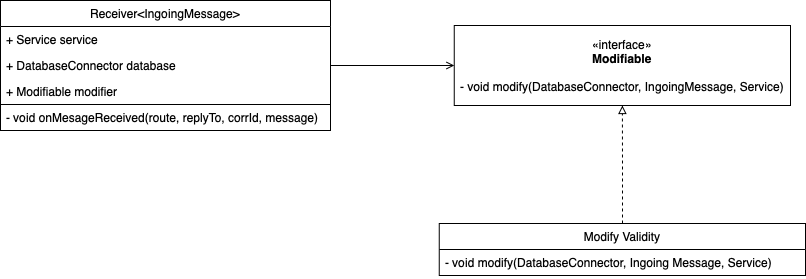 Receiver<IngoingMessage>
+ Service service
+ DatabaseConnector database
+ Modifiable modifier
- void onMesageReceived(route, replyTo, corrId, message)
«interface»
Modifiable
- void modify(DatabaseConnector, IngoingMessage, Service)
Modify Validity
- void modify(DatabaseConnector, Ingoing Message, Service)